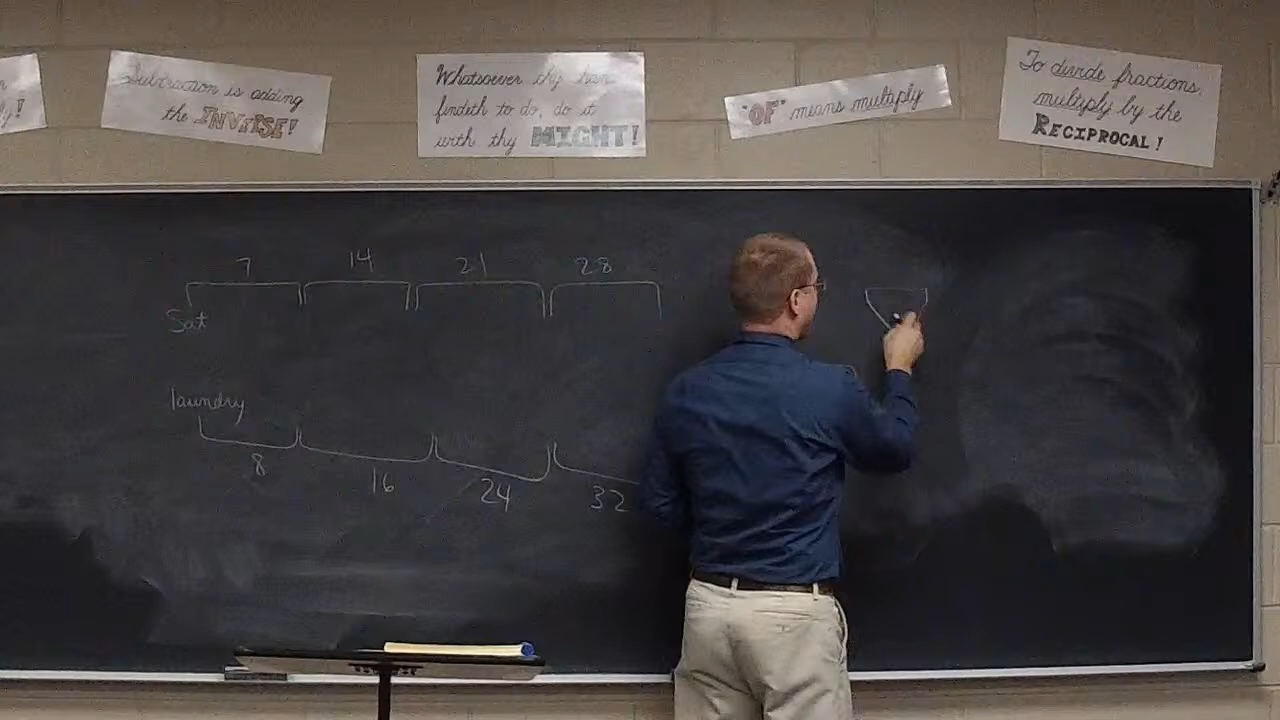 Subtraction is adding
the INVERSE!
Whatsoever thy han
findeth to do, do it
with thy MIGHT!
"OF" means multiply
To divide fractions,
multiply by the
RECIPROCAL!
7 14 21 28
Sat
laundry
8 16 24 32